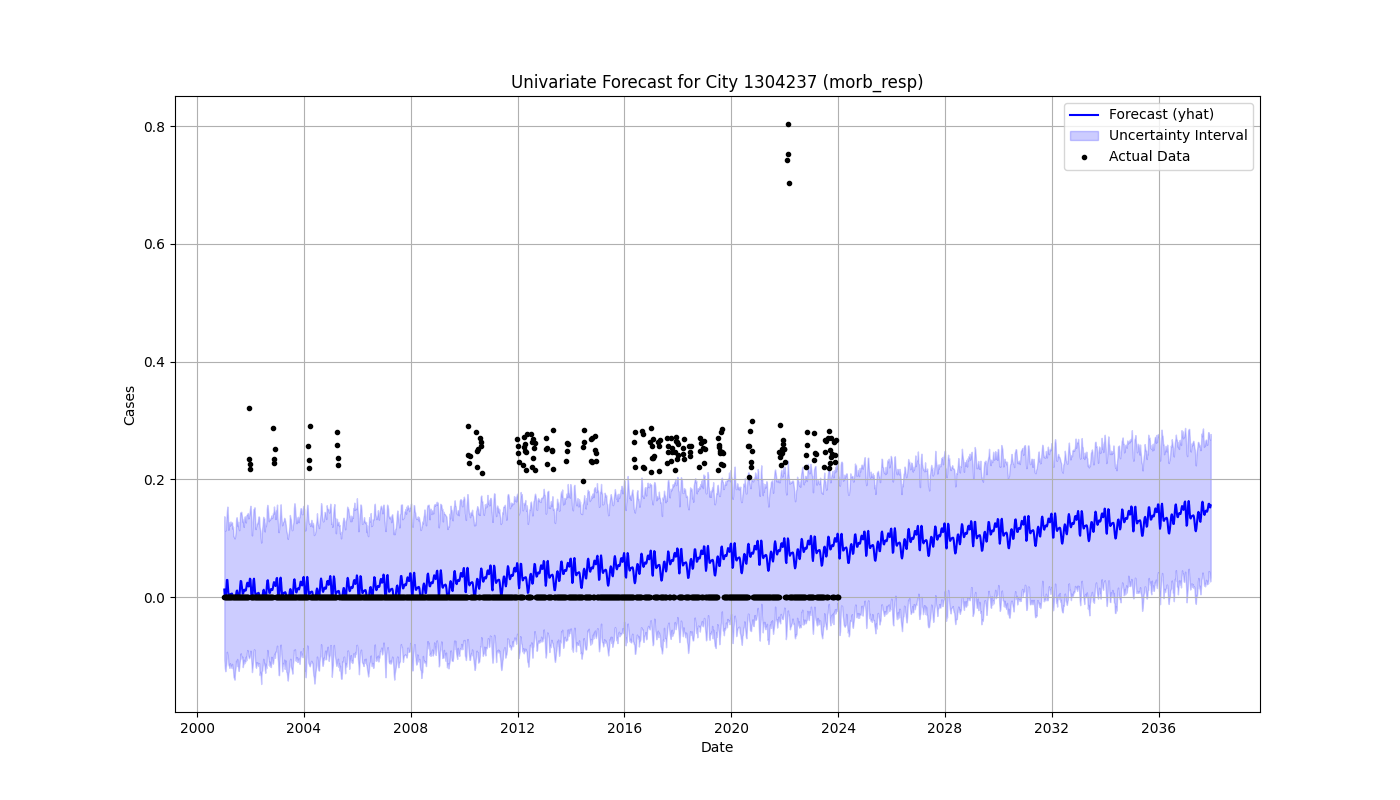 Univariate Forecast for City 1304237 (morb_resp)
Forecast (yhat)
Uncertainty Interval
Actual Data
0.8
0.6
0.4
0.2
0.0
Cases
2000 2004 2008 2012 2016 2020 2024 2028 2032 2036
Date